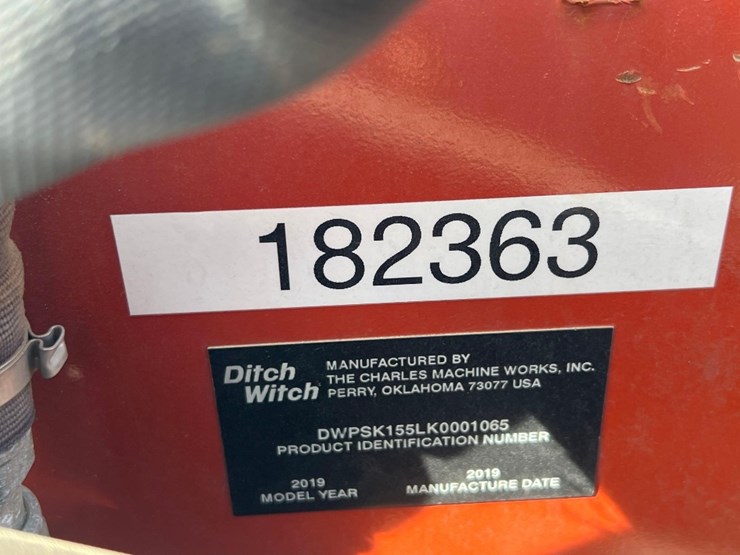 182363
Ditch Witch
MANUFACTURED BY
THE CHARLES MACHINE WORKS, INC.
PERRY, OKLAHOMA 73077 USA
DWPSK155LK0001065
PRODUCT IDENTIFICATION NUMBER
2019
MODEL YEAR
2019
MANUFACTURE DATE